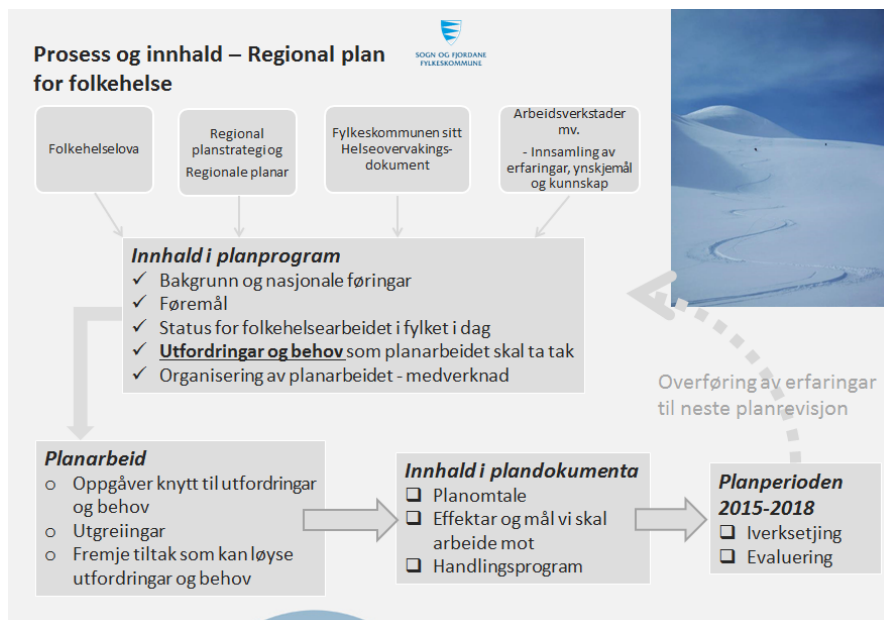 Prosess og innhald – Regional plan
for folkehelse
SOGN OG FJORDANE
FYLKESKOMMUNE
Folkehelselova
Regional
planstrategi og
Regionale planar
Fylkeskommunen sitt
Helseovervakings-
dokument
Arbeidsverkstader
mv.
- Innsamling av
erfaringar, ynskjemål
og kunnskap
Innhald i planprogram
✓ Bakgrunn og nasjonale føringar
✓ Føremål
✓ Status for folkehelsearbeidet i fylket i dag
✓ Utfordringar og behov som planarbeidet skal ta tak
✓ Organisering av planarbeidet - medverknad
Overføring av erfaringar
til neste planrevisjon
Planarbeid
o Oppgåver knytt til utfordringar
og behov
o Utgreiingar
o Fremje tiltak som kan løyse
utfordringar og behov
Innhald i plandokumenta
❑ Planomtale
❑ Effektar og mål vi skal
arbeide mot
❑ Handlingsprogram
Planperioden
2015-2018
❑ Iverksetjing
❑ Evaluering